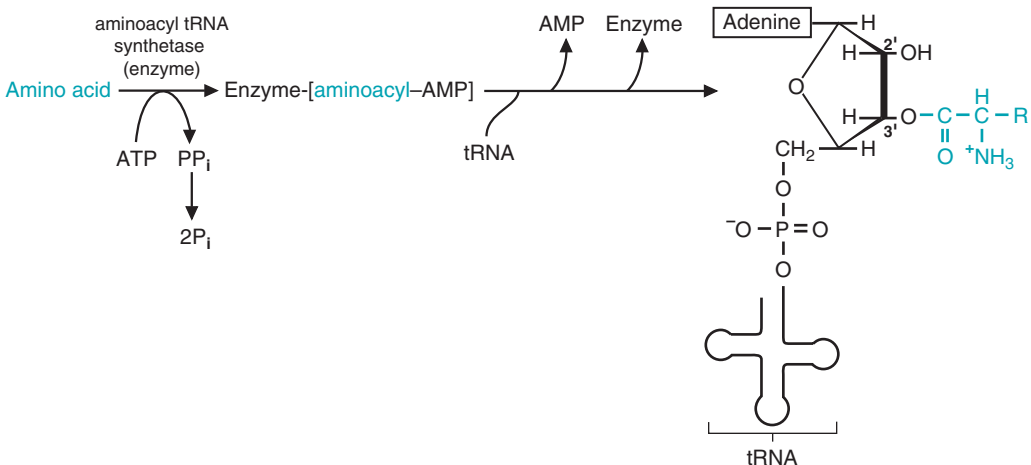 aminoacyl tRNA
synthetase
(enzyme)
Amino acid
ATP
PPi
2Pi
Enzyme-[aminoacyl–AMP]
tRNA
AMP
Enzyme
Adenine
H
H
2'
OH
H
3'
O
C
O
H
C
R
+NH3
CH2
H
O
−O
P
O
O
O
tRNA